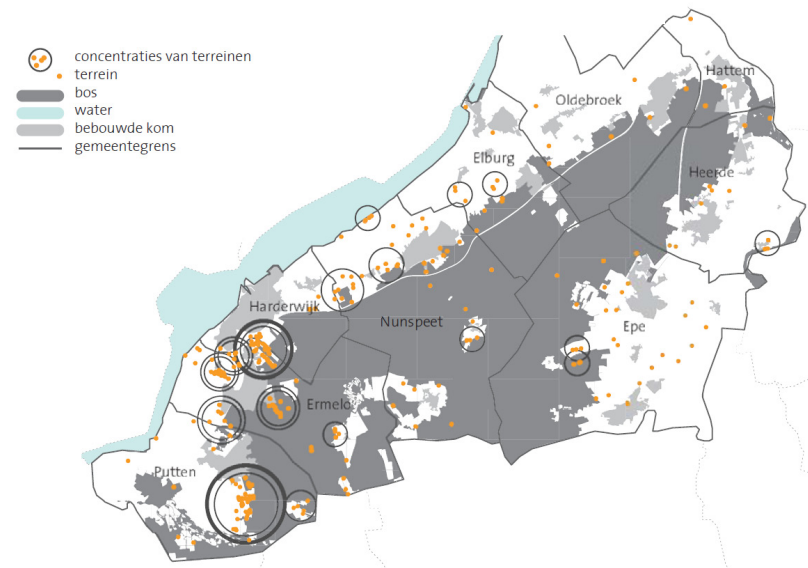 concentraties van terreinen
terrein
bos
water
bebouwde kom
gemeentegrens
Hattem
Oldebroek
Elburg
Heerde
Harderwijk
Nunspeet
Epe
Ermelo
Putten